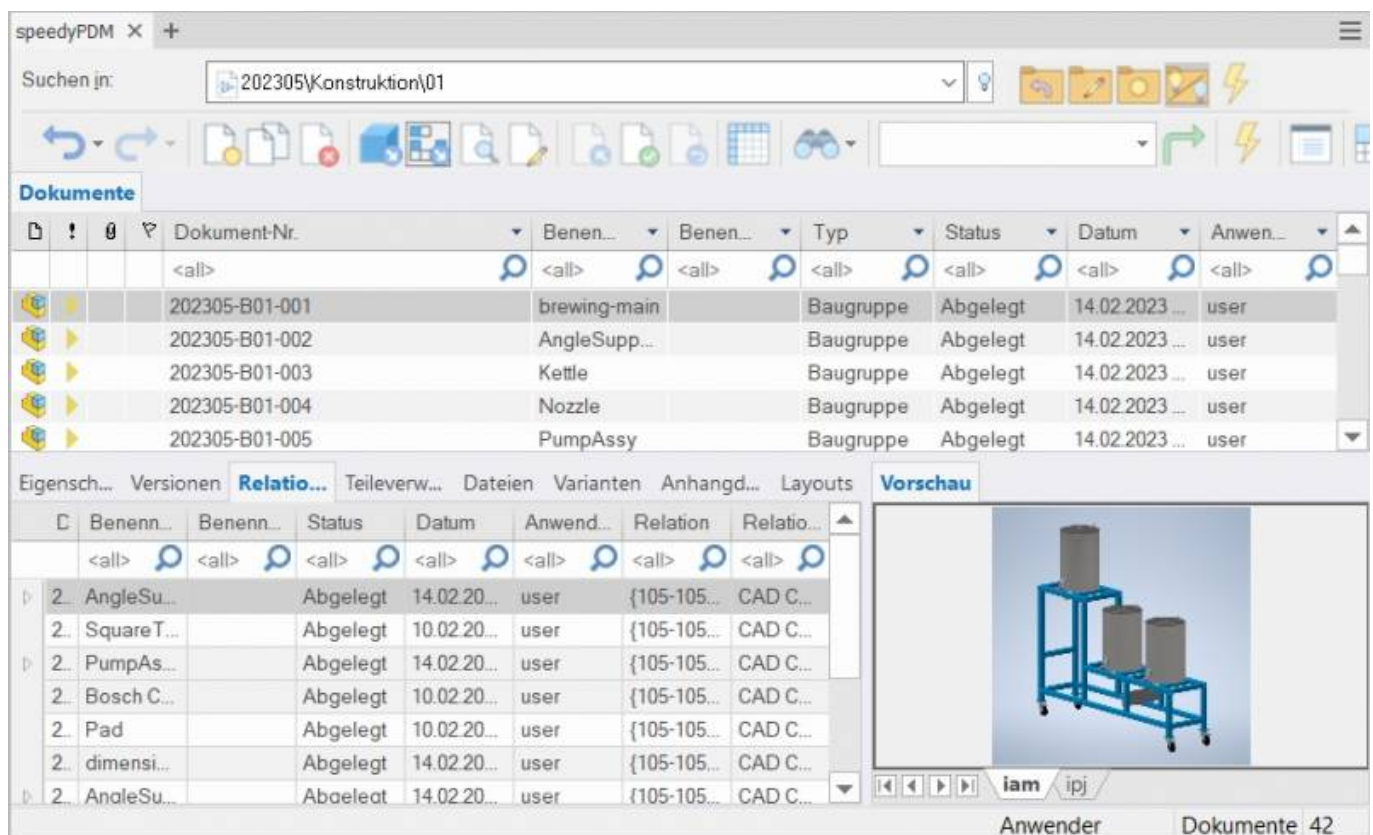 speedyPDM × +
Suchen in: 202305\Konstruktion\01
Dokumente
Dokument-Nr. Benen... Benen... Typ Status Datum Anwen...
<all> <all> <all> <all> <all> <all> <all>
202305-B01-001 brewing-main Baugruppe Abgelegt 14.02.2023 ... user
202305-B01-002 AngleSupp... Baugruppe Abgelegt 14.02.2023 ... user
202305-B01-003 Kettle Baugruppe Abgelegt 14.02.2023 ... user
202305-B01-004 Nozzle Baugruppe Abgelegt 14.02.2023 ... user
202305-B01-005 PumpAssy Baugruppe Abgelegt 14.02.2023 ... user
Eigensch... Versionen Relatio... Teileverw... Dateien Varianten Anhangd... Layouts Vorschau
Benenn... Benenn... Status Datum Anwend... Relation Relatio...
<all> <all> <all> <all> <all> <all> <all>
2... AngleSu... Abgelegt 14.02.20... user {105-105... CAD C...
2... SquareT... Abgelegt 10.02.20... user {105-105... CAD C...
2... PumpAs... Abgelegt 14.02.20... user {105-105... CAD C...
2... Bosch C... Abgelegt 10.02.20... user {105-105... CAD C...
2... Pad Abgelegt 10.02.20... user {105-105... CAD C...
2... dimensi... Abgelegt 14.02.20... user {105-105... CAD C...
2... AngleSu... Abgelegt 14.02.20... user {105-105... CAD C...
iam ipj
Anwender Dokumente 42